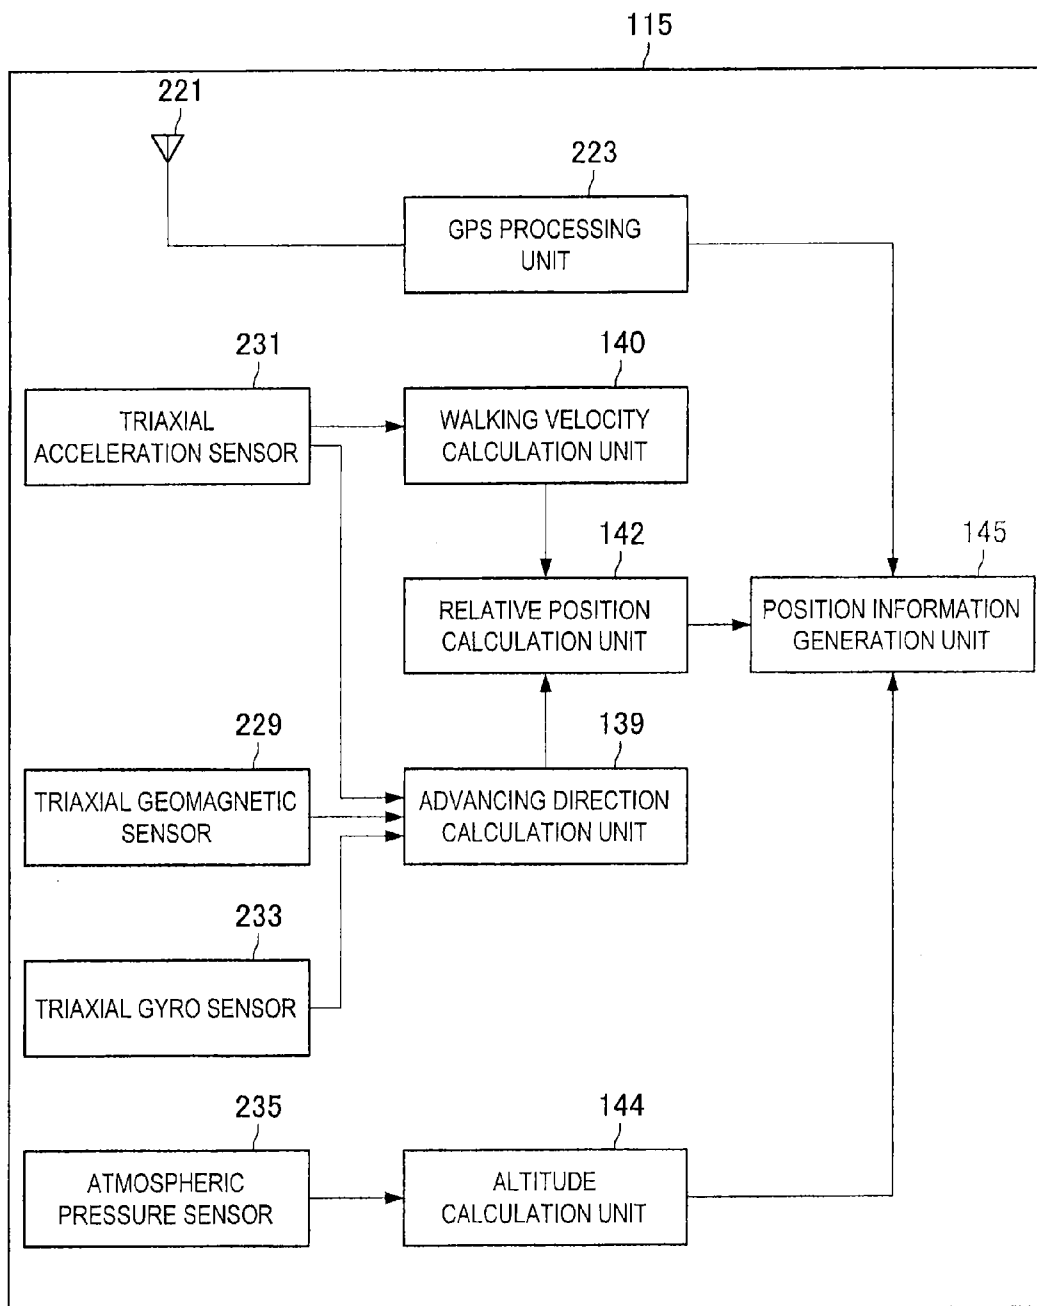 115
221
223
GPS PROCESSING
UNIT
231
TRIAXIAL
ACCELERATION SENSOR
140
WALKING VELOCITY
CALCULATION UNIT
142
RELATIVE POSITION
CALCULATION UNIT
145
POSITION INFORMATION
GENERATION UNIT
229
TRIAXIAL GEOMAGNETIC
SENSOR
139
ADVANCING DIRECTION
CALCULATION UNIT
233
TRIAXIAL GYRO SENSOR
235
ATMOSPHERIC
PRESSURE SENSOR
144
ALTITUDE
CALCULATION UNIT